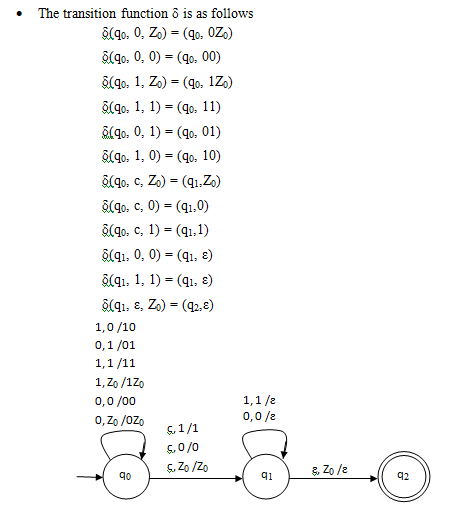 • The transition function δ is as follows
δ(q₀, 0, Z₀) = (q₀, 0Z₀)
δ(q₀, 0, 0) = (q₀, 00)
δ(q₀, 1, Z₀) = (q₀, 1Z₀)
δ(q₀, 1, 1) = (q₀, 11)
δ(q₀, 0, 1) = (q₀, 01)
δ(q₀, 1, 0) = (q₀, 10)
δ(q₀, c, Z₀) = (q₁,Z₀)
δ(q₀, c, 0) = (q₁,0)
δ(q₀, c, 1) = (q₁,1)
δ(q₁, 0, 0) = (q₁, ε)
δ(q₁, 1, 1) = (q₁, ε)
δ(q₁, ε, Z₀) = (q₂,ε)
1,0 /10
0,1 /01
1,1 /11
1,Z₀ /1Z₀
0,0 /00
0,Z₀ /0Z₀
c,1 /1
c,0 /0
c,Z₀ /Z₀
1,1 /ε
0,0 /ε
ε, Z₀ /ε
q₀
q₁
q₂